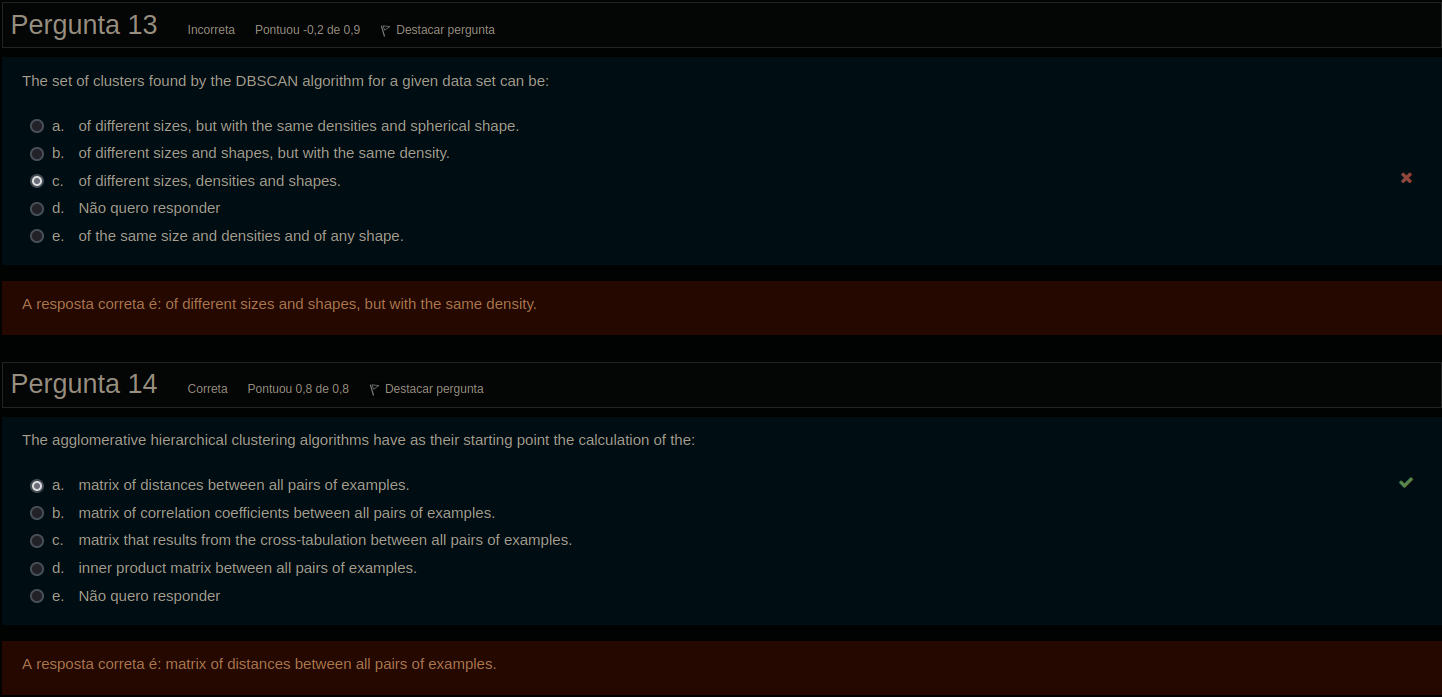 Pergunta 13 Incorreta Pontuou -0,2 de 0,9 Destacar pergunta
The set of clusters found by the DBSCAN algorithm for a given data set can be:
a. of different sizes, but with the same densities and spherical shape.
b. of different sizes and shapes, but with the same density.
c. of different sizes, densities and shapes.
d. Não quero responder
e. of the same size and densities and of any shape.
A resposta correta é: of different sizes and shapes, but with the same density.
Pergunta 14 Correta Pontuou 0,8 de 0,8 Destacar pergunta
The agglomerative hierarchical clustering algorithms have as their starting point the calculation of the:
a. matrix of distances between all pairs of examples.
b. matrix of correlation coefficients between all pairs of examples.
c. matrix that results from the cross-tabulation between all pairs of examples.
d. inner product matrix between all pairs of examples.
e. Não quero responder
A resposta correta é: matrix of distances between all pairs of examples.